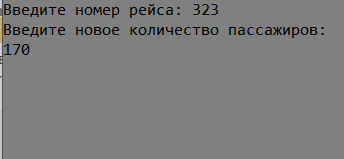 Введите номер рейса: 323
Введите новое количество пассажиров:
170